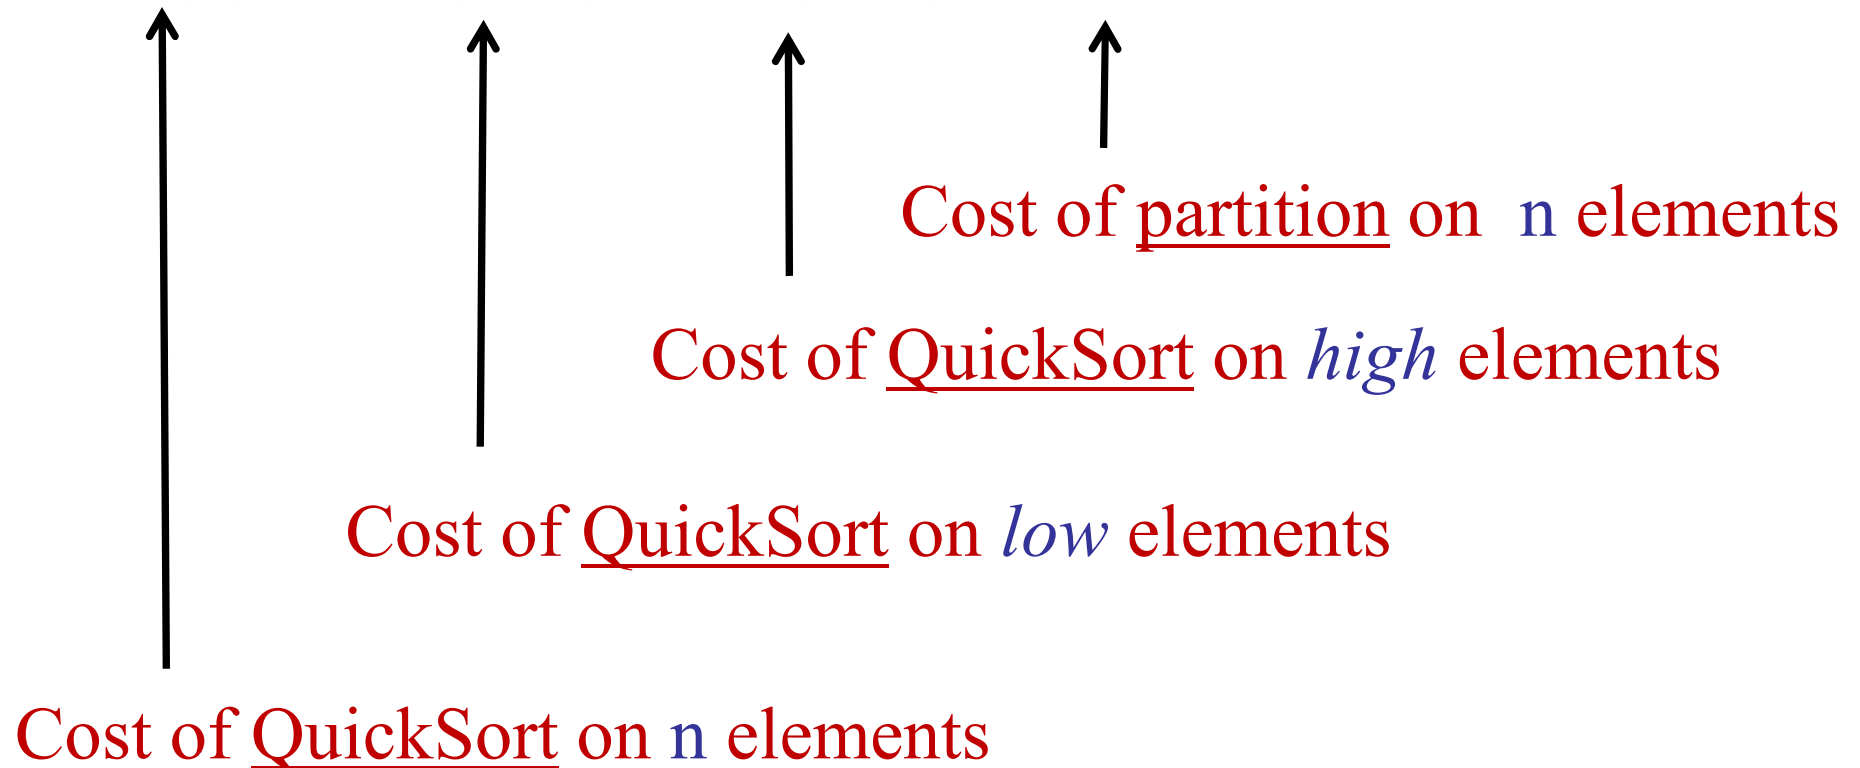 Cost of partition on n elements
Cost of QuickSort on high elements
Cost of QuickSort on low elements
Cost of QuickSort on n elements